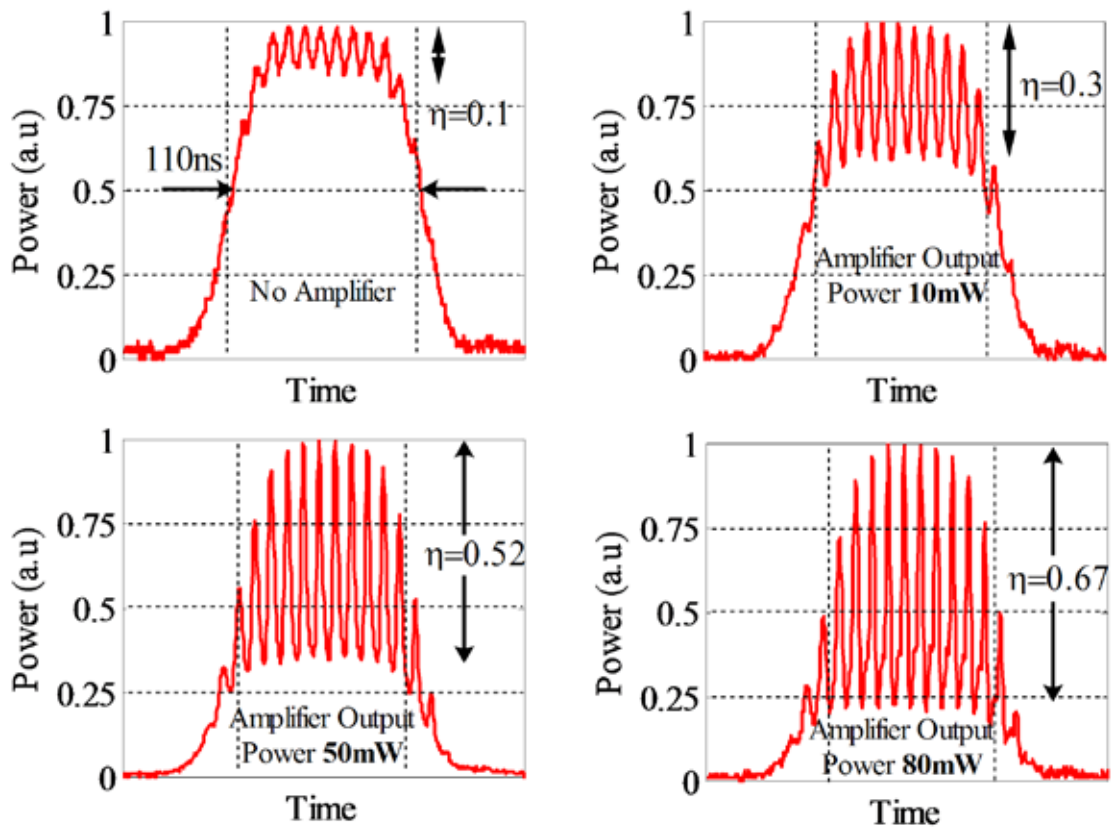 1
0.75
0.5
0.25
0
Power (a.u)
110ns
η=0.1
No Amplifier
Time
1
0.75
0.5
0.25
0
Power (a.u)
η=0.3
Amplifier Output
Power 10mW
Time
1
0.75
0.5
0.25
0
Power (a.u)
η=0.52
Amplifier Output
Power 50mW
Time
1
0.75
0.5
0.25
0
Power (a.u)
η=0.67
Amplifier Output
Power 80mW
Time